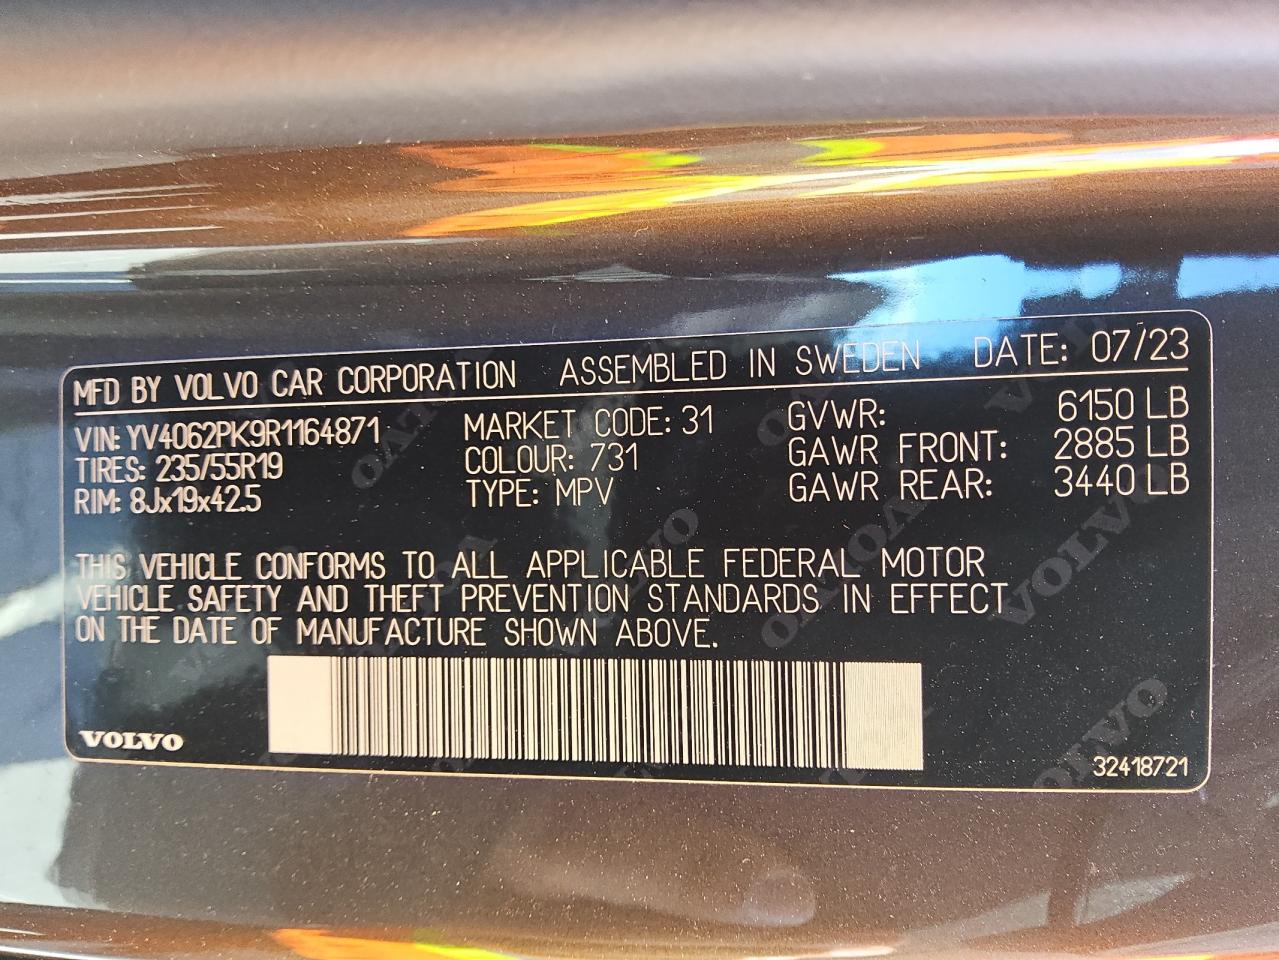 MFD BY VOLVO CAR CORPORATION ASSEMBLED IN SWEDEN DATE: 07/23
VIN: YV4062PK9R1164871 MARKET CODE: 31 GVWR: 6150 LB
TIRES: 235/55R19 COLOUR: 731 GAWR FRONT: 2885 LB
RIM: 8Jx19x42.5 TYPE: MPV GAWR REAR: 3440 LB
THIS VEHICLE CONFORMS TO ALL APPLICABLE FEDERAL MOTOR
VEHICLE SAFETY AND THEFT PREVENTION STANDARDS IN EFFECT
ON THE DATE OF MANUFACTURE SHOWN ABOVE.
VOLVO
32418721